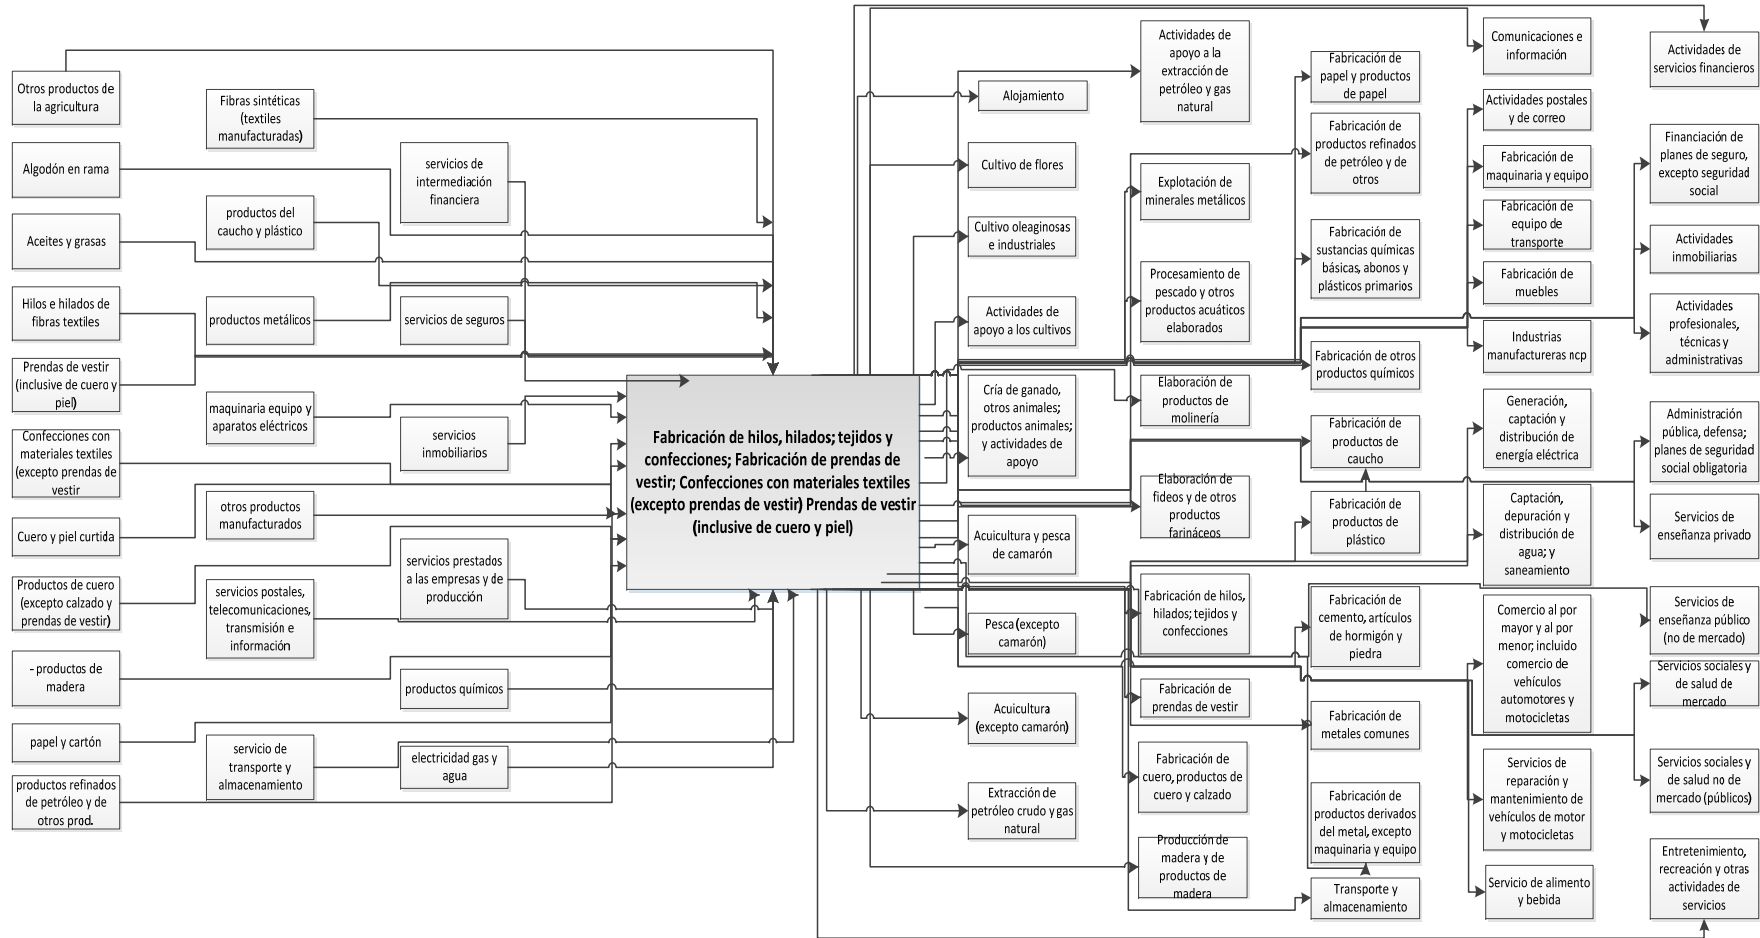 Otros productos de
la agricultura
Algodón en rama
Aceites y grasas
Hilos e hilados de
fibras textiles
Prendas de vestir
(inclusive de cuero y
piel)
Confecciones con
materiales textiles
(excepto prendas de
vestir
Cuero y piel curtida
Productos de cuero
(excepto calzado y
prendas de vestir)
- productos de
madera
papel y cartón
productos refinados
de petróleo y de
otros prod.
Fibras sintéticas
(textiles
manufacturadas)
productos del
caucho y plástico
productos metálicos
maquinaria equipo y
aparatos eléctricos
otros productos
manufacturados
servicios postales,
telecomunicaciones,
transmisión e
información
servicio de
transporte y
almacenamiento
servicios de
intermediación
financiera
servicios de seguros
servicios
inmobiliarios
servicios prestados
a las empresas y de
producción
productos químicos
electricidad gas y
agua
Fabricación de hilos, hilados; tejidos y
confecciones; Fabricación de prendas de
vestir; Confecciones con materiales textiles
(excepto prendas de vestir) Prendas de vestir
(inclusive de cuero y piel)
Alojamiento
Cultivo de flores
Cultivo oleaginosas
e industriales
Actividades de
apoyo a los cultivos
Cría de ganado,
otros animales;
productos animales;
y actividades de
apoyo
Acuicultura y pesca
de camarón
Pesca (excepto
camarón)
Acuicultura
(excepto camarón)
Extracción de
petróleo crudo y gas
natural
Actividades de
apoyo a la
extracción de
petróleo y gas
natural
Explotación de
minerales metálicos
Procesamiento de
pescado y otros
productos acuáticos
elaborados
Elaboración de
productos de
molinería
Elaboración de
fideos y de otros
productos
farináceos
Fabricación de hilos,
hilados; tejidos y
confecciones
Fabricación de
prendas de vestir
Fabricación de
cuero, productos de
cuero y calzado
Producción de
madera y de
productos de
madera
Fabricación de
papel y productos
de papel
Fabricación de
productos refinados
de petróleo y de
otros
Fabricación de
sustancias químicas
básicas, abonos y
plásticos primarios
Fabricación de otros
productos químicos
Fabricación de
productos de
caucho
Fabricación de
productos de
plástico
Fabricación de
cemento, artículos
de hormigón y
piedra
Fabricación de
metales comunes
Fabricación de
productos derivados
del metal, excepto
maquinaria y equipo
Transporte y
almacenamiento
Comunicaciones e
información
Actividades postales
y de correo
Fabricación de
maquinaria y equipo
Fabricación de
equipo de
transporte
Fabricación de
muebles
Industrias
manufactureras ncp
Generación,
captación y
distribución de
energía eléctrica
Captación,
depuración y
distribución de
agua; y
saneamiento
Comercio al por
mayor y al por
menor; incluido
comercio de
vehículos
automotores y
motocicletas
Servicios de
reparación y
mantenimiento de
vehículos de motor
y motocicletas
Servicio de alimento
y bebida
Actividades de
servicios financieros
Financiación de
planes de seguro,
excepto seguridad
social
Actividades
inmobiliarias
Actividades
profesionales,
técnicas y
administrativas
Administración
pública, defensa;
planes de seguridad
social obligatoria
Servicios de
enseñanza privado
Servicios de
enseñanza público
(no de mercado)
Servicios sociales y
de salud de
mercado
Servicios sociales y
de salud no de
mercado (públicos)
Entretenimiento,
recreación y otras
actividades de
servicios